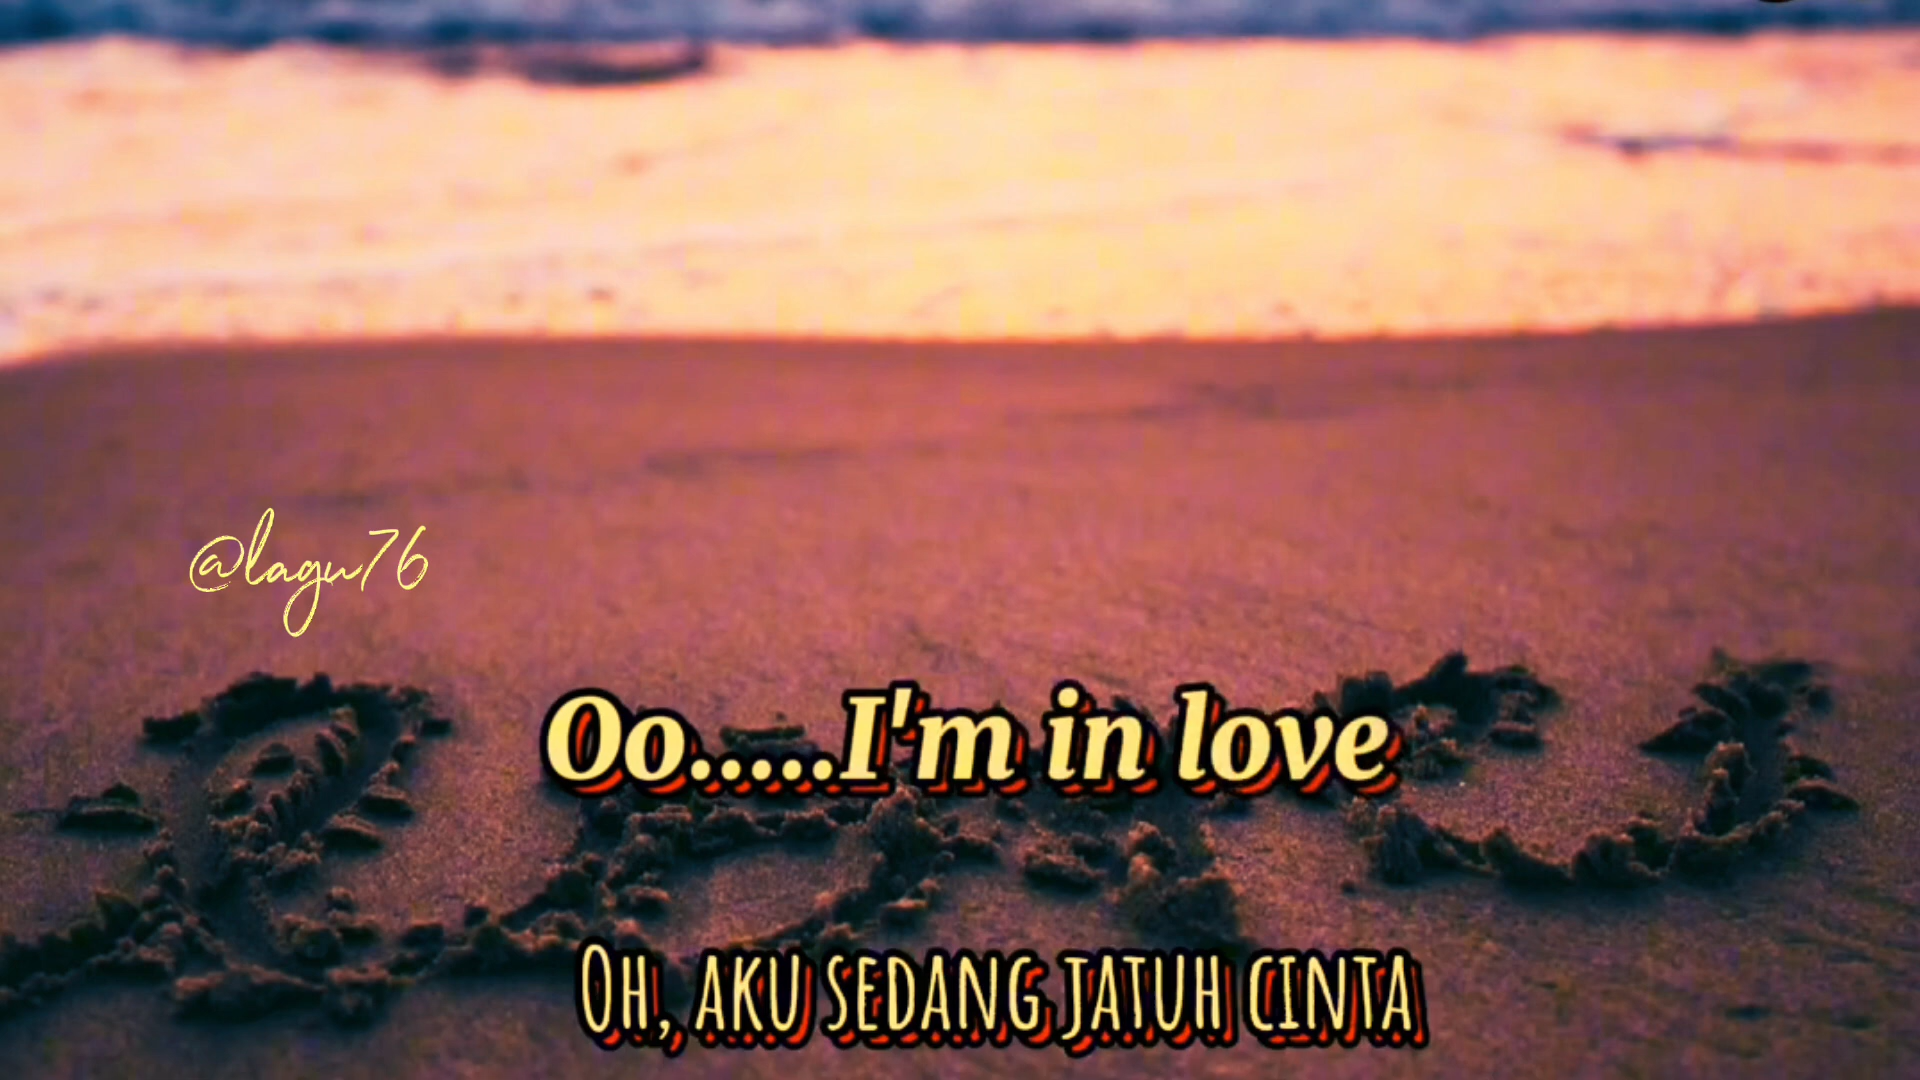 @lagu76
Oo.....I'm in love
Oh, aku sedang jatuh cinta